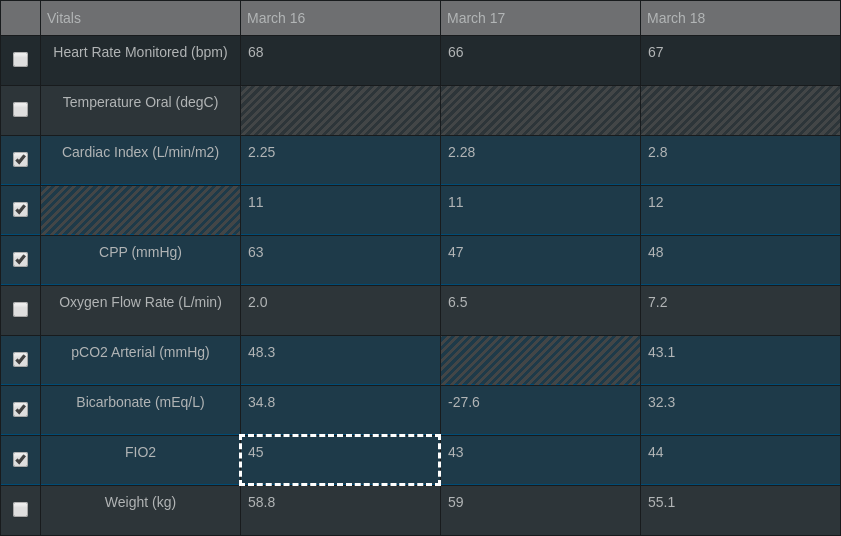 Vitals March 16 March 17 March 18
Heart Rate Monitored (bpm) 68 66 67
Temperature Oral (degC)
Cardiac Index (L/min/m2) 2.25 2.28 2.8
11 11 12
CPP (mmHg) 63 47 48
Oxygen Flow Rate (L/min) 2.0 6.5 7.2
pCO2 Arterial (mmHg) 48.3 43.1
Bicarbonate (mEq/L) 34.8 -27.6 32.3
FIO2 45 43 44
Weight (kg) 58.8 59 55.1